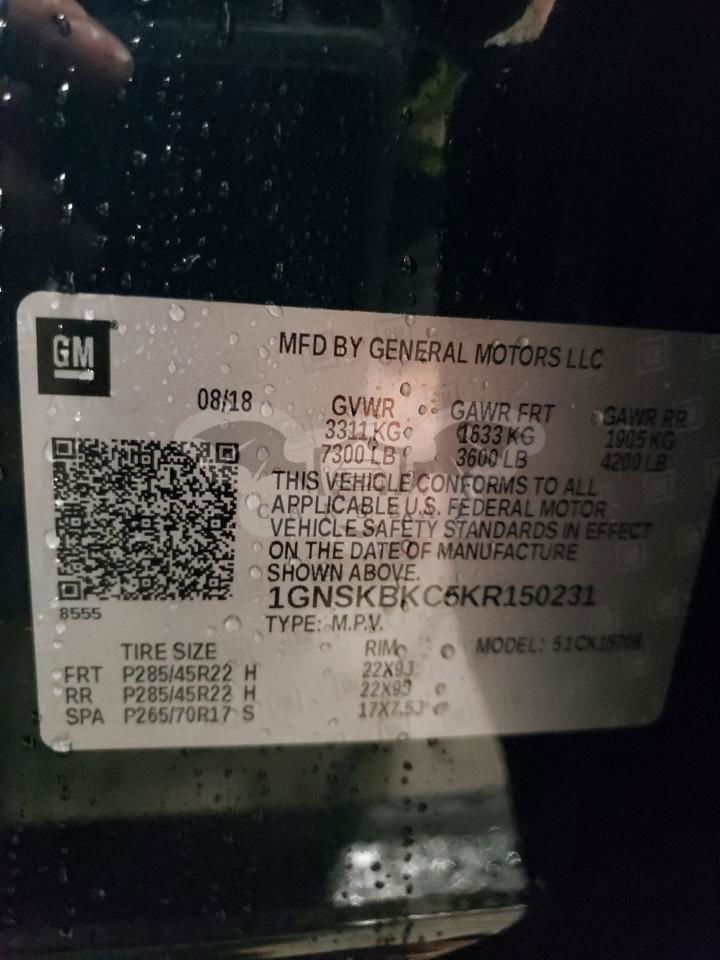 GM
MFD BY GENERAL MOTORS LLC
08/18
GVWR GAWR FRT GAWR RR
3311 KG 1633 KG 1905 KG
7300 LB 3600 LB 4200 LB
THIS VEHICLE CONFORMS TO ALL
APPLICABLE U.S. FEDERAL MOTOR
VEHICLE SAFETY STANDARDS IN EFFECT
ON THE DATE OF MANUFACTURE
SHOWN ABOVE.
1GNSKBKC5KR150231
8555
TYPE: M.P.V.
TIRE SIZE RIM MODEL: 51CK15706
FRT P285/45R22 H 22X9J
RR P285/45R22 H 22X9J
SPA P265/70R17 S 17X7.5J